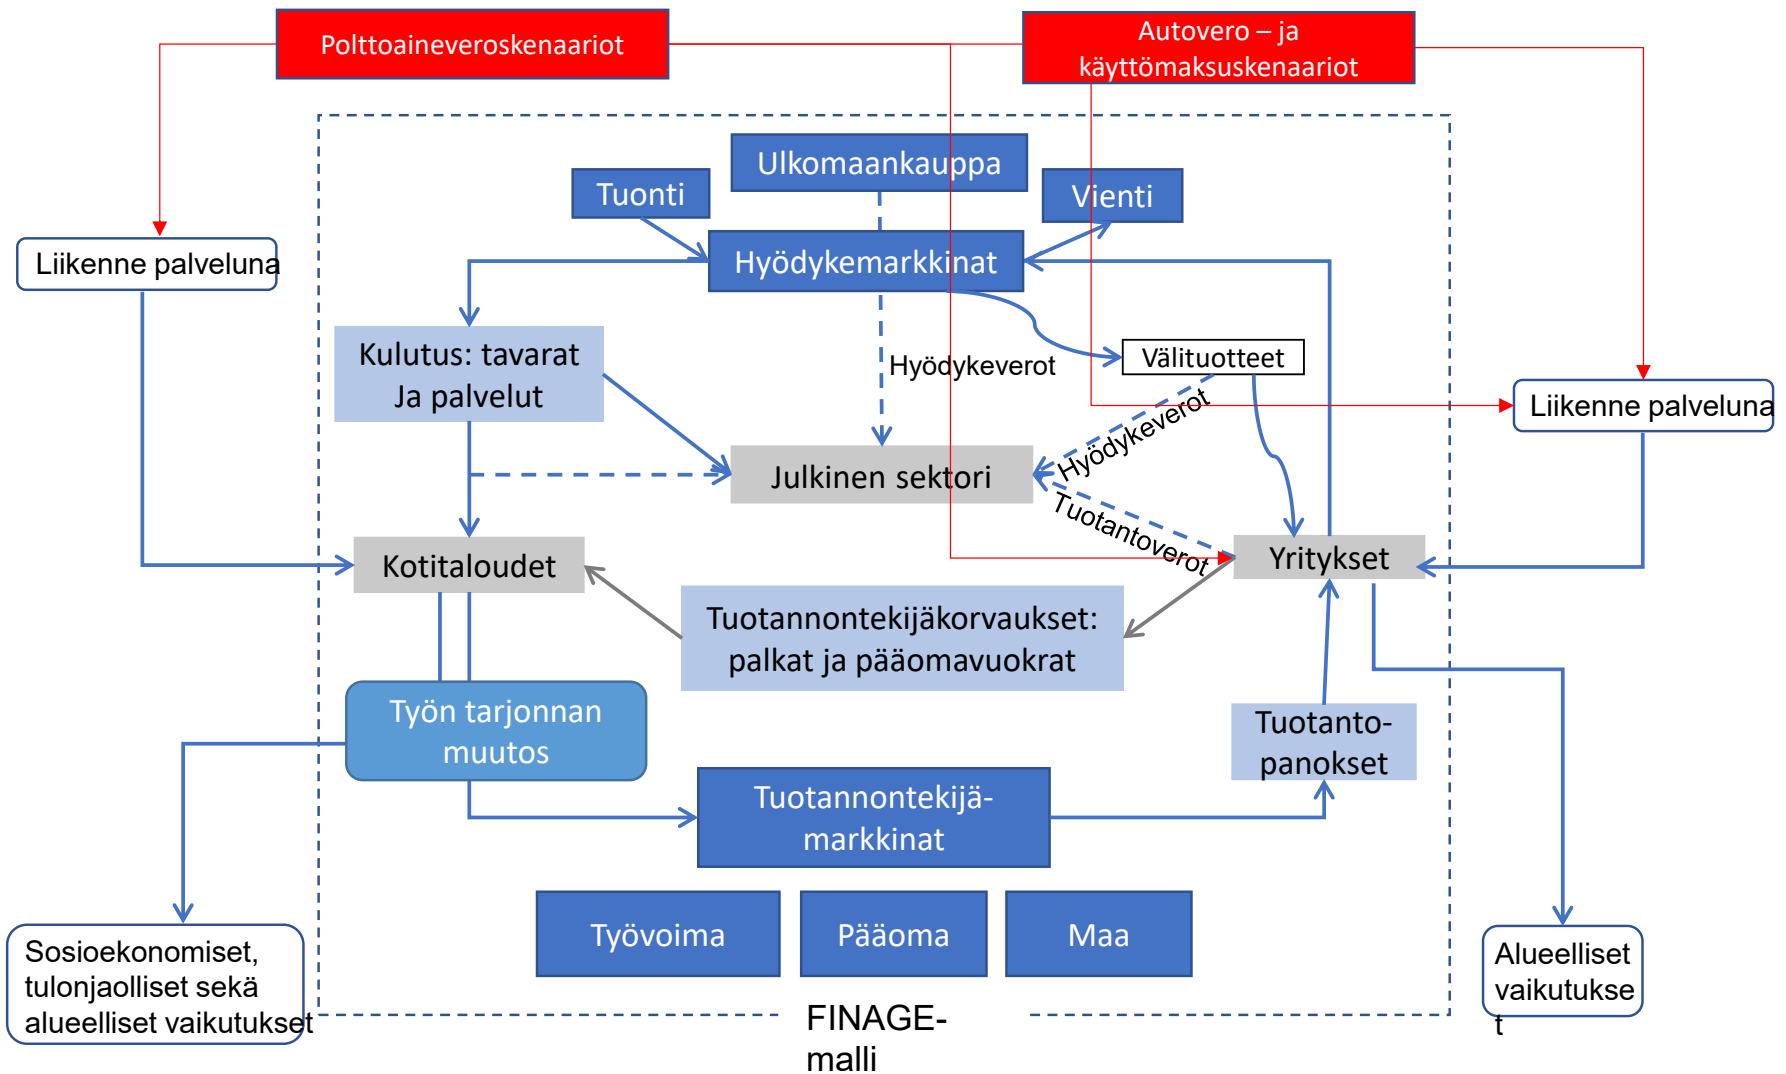 Polttoaineveroskenaariot
Autovero – ja
käyttömaksuskenaariot
Ulkomaankauppa
Tuonti
Vienti
Liikenne palveluna
Hyödykemarkkinat
Kulutus: tavarat
Ja palvelut
Hyödykeverot
Välituotteet
Liikenne palveluna
Hyödykeverot
Julkinen sektori
Tuotantoverot
Kotitaloudet
Yritykset
Tuotannontekijäkorvaukset:
palkat ja pääomavuokrat
Työn tarjonnan
muutos
Tuotanto-
panokset
Tuotannontekijä-
markkinat
Työvoima
Pääoma
Maa
Sosioekonomiset,
tulonjaolliset sekä
alueelliset vaikutukset
Alueelliset
vaikutukse
t
FINAGE-
malli